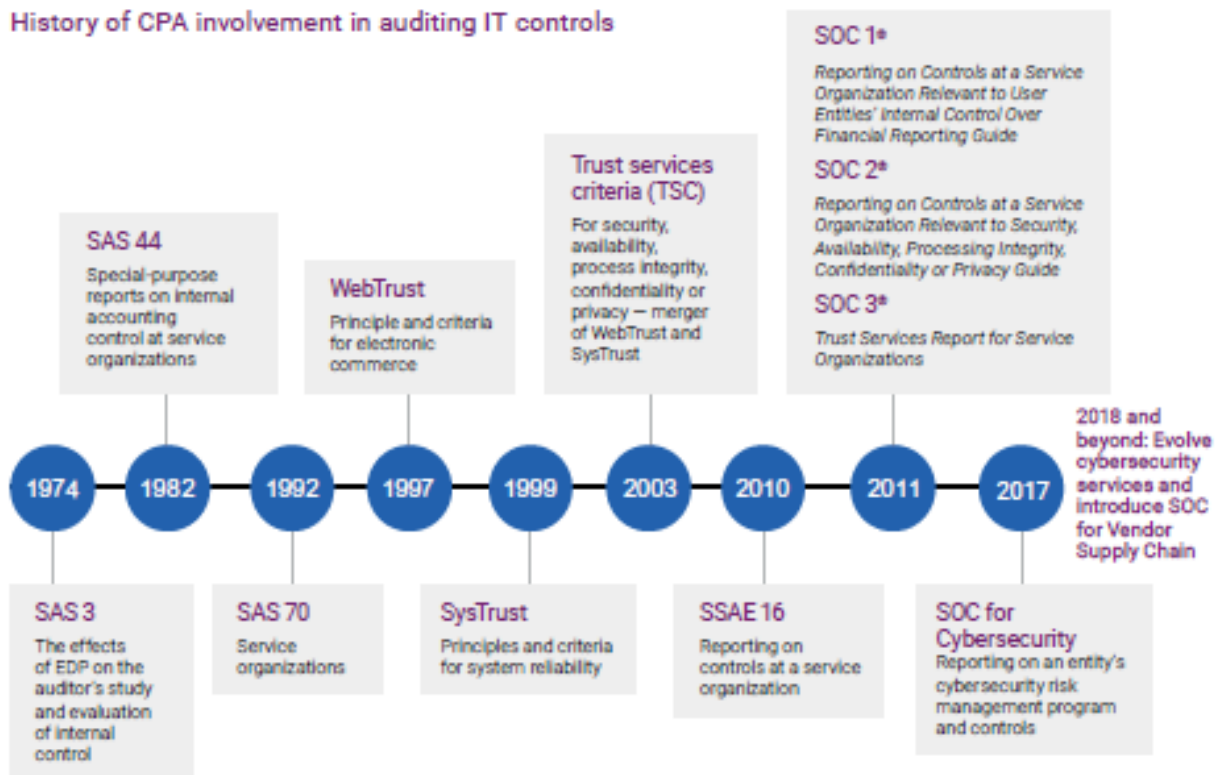 History of CPA involvement in auditing IT controls
SOC 1®
Reporting on Controls at a Service
Organization Relevant to User
Entities' Internal Control Over
Financial Reporting Guide
SOC 2®
Reporting on Controls at a Service
Organization Relevant to Security,
Availability, Processing Integrity,
Confidentiality or Privacy Guide
SOC 3®
Trust Services Report for Service
Organizations
Trust services
criteria (TSC)
For security,
availability,
process integrity,
confidentiality or
privacy — merger
of WebTrust and
SysTrust
SAS 44
Special-purpose
reports on internal
accounting
control at service
organizations
WebTrust
Principle and criteria
for electronic
commerce
1974
1982
1992
1997
1999
2003
2010
2011
2017
2018 and
beyond: Evolve
cybersecurity
services and
introduce SOC
for Vendor
Supply Chain
SAS 3
The effects
of EDP on the
auditor's study
and evaluation
of internal
control
SAS 70
Service
organizations
SysTrust
Principles and criteria
for system reliability
SSAE 16
Reporting on
controls at a service
organization
SOC for
Cybersecurity
Reporting on an entity's
cybersecurity risk
management program
and controls